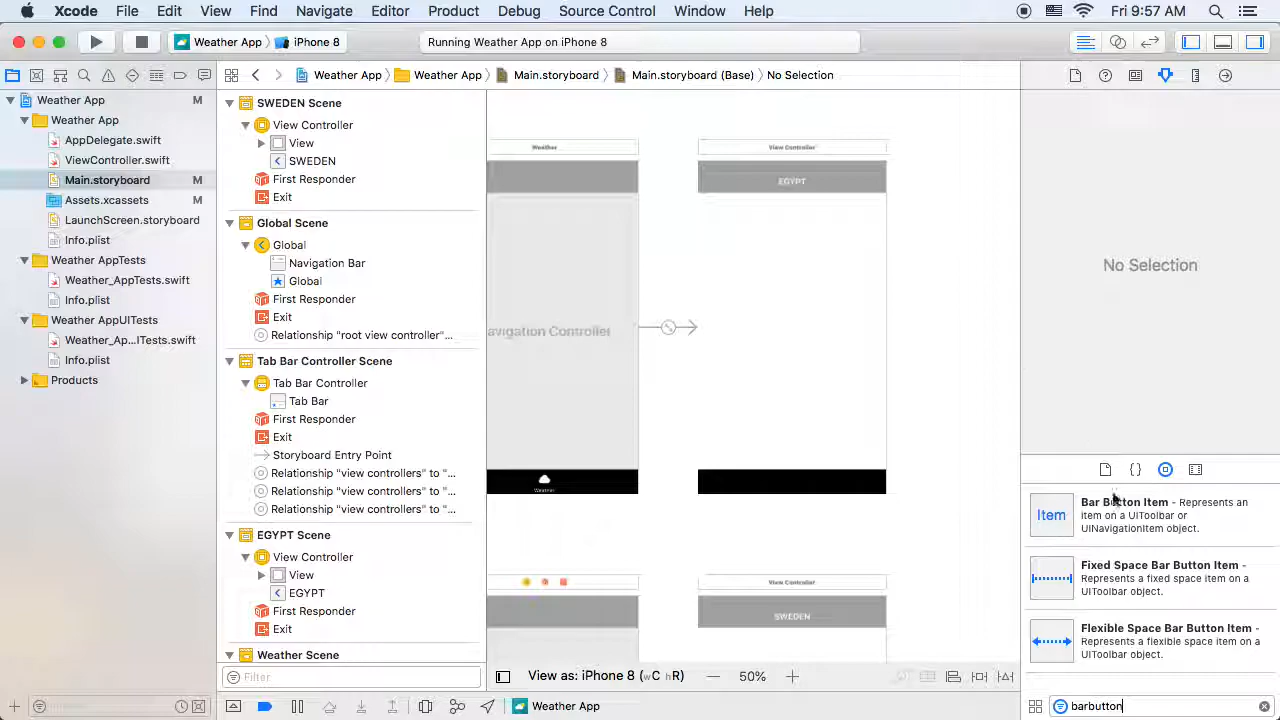 Xcode File Edit View Find Navigate Editor Product Debug Source Control Window Help Fri 9:57 AM
Weather App iPhone 8 Running Weather App on iPhone 8
Weather App Weather App Main.storyboard Main.storyboard (Base) No Selection
Weather App M
Weather App
AppDelegate.swift
ViewController.swift
Main.storyboard M
Assets.xcassets M
LaunchScreen.storyboard
Info.plist
Weather AppTests
Weather_AppTests.swift
Info.plist
Weather AppUITests
Weather_Ap...ITests.swift
Info.plist
Products
SWEDEN Scene
View Controller
View
SWEDEN
First Responder
Exit
Global Scene
Global
Navigation Bar
Global
First Responder
Exit
Relationship "root view controller"...
Tab Bar Controller Scene
Tab Bar Controller
Tab Bar
First Responder
Exit
Storyboard Entry Point
Relationship "view controllers" to "...
Relationship "view controllers" to "...
Relationship "view controllers" to "...
EGYPT Scene
View Controller
View
EGYPT
First Responder
Exit
Weather Scene
Filter
Weather
avigation Controller
Weather
View Controller
EGYPT
View Controller
SWEDEN
View as: iPhone 8 (wC hR) 50%
Weather App
No Selection
Item
Bar Button Item - Represents an
item on a UIToolbar or
UINavigationItem object.
Fixed Space Bar Button Item -
Represents a fixed space item on a
UIToolbar object.
Flexible Space Bar Button Item -
Represents a flexible space item on a
UIToolbar object.
barbutton